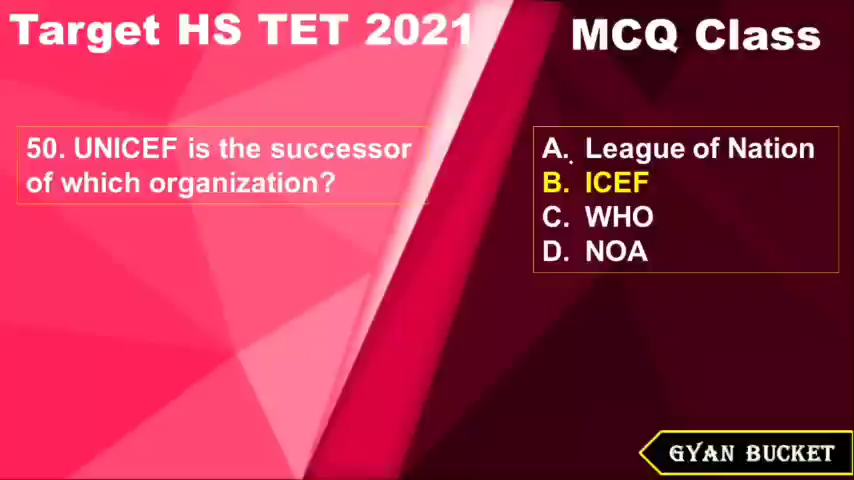 Target HS TET 2021
MCQ Class
50. UNICEF is the successor
of which organization?
A. League of Nation
B. ICEF
C. WHO
D. NOA
GYAN BUCKET